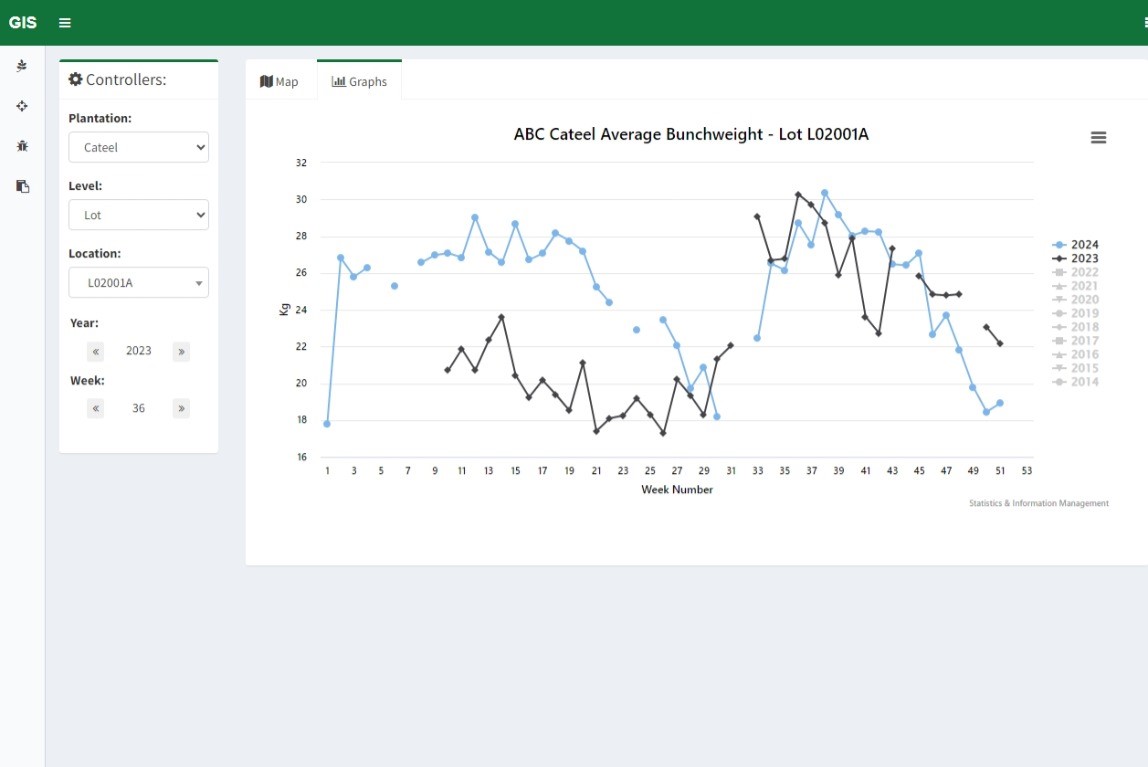 GIS
Controllers:
Plantation:
Cateel
Level:
Lot
Location:
L02001A
Year:
« 2023 »
Week:
« 36 »
Map Graphs
ABC Cateel Average Bunchweight - Lot L02001A
Kg
32
30
28
26
24
22
20
18
16
1 3 5 7 9 11 13 15 17 19 21 23 25 27 29 31 33 35 37 39 41 43 45 47 49 51 53
Week Number
2024
2023
2022
2021
2020
2019
2018
2017
2016
2015
2014
Statistics & Information Management